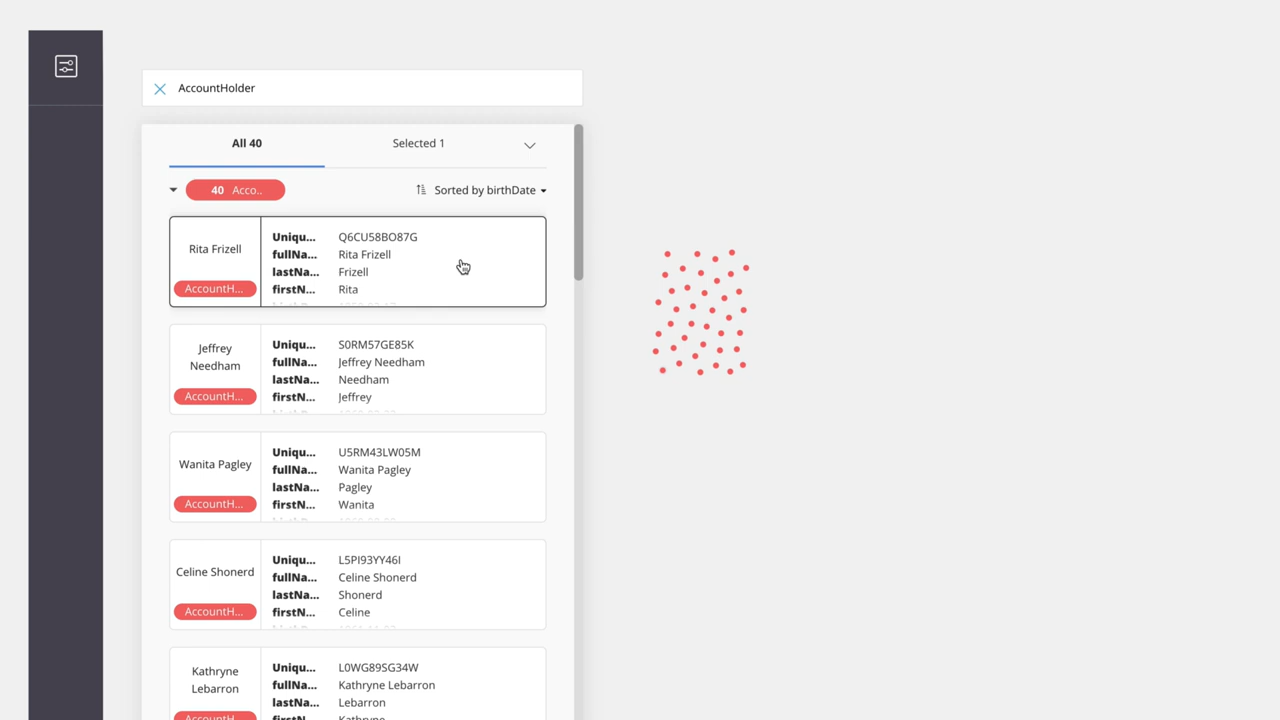 AccountHolder
All 40
Selected 1
40 Acco..
Sorted by birthDate
Rita Frizell
AccountH...
Uniqu... Q6CU58BO87G
fullNa... Rita Frizell
lastNa... Frizell
firstN... Rita
Jeffrey
Needham
AccountH...
Uniqu... S0RM57GE85K
fullNa... Jeffrey Needham
lastNa... Needham
firstN... Jeffrey
Wanita Pagley
AccountH...
Uniqu... U5RM43LW05M
fullNa... Wanita Pagley
lastNa... Pagley
firstN... Wanita
Celine Shonerd
AccountH...
Uniqu... L5PI93YY46I
fullNa... Celine Shonerd
lastNa... Shonerd
firstN... Celine
Kathryne
Lebarron
AccountH...
Uniqu... L0WG89SG34W
fullNa... Kathryne Lebarron
lastNa... Lebarron
firstN... Kathryne